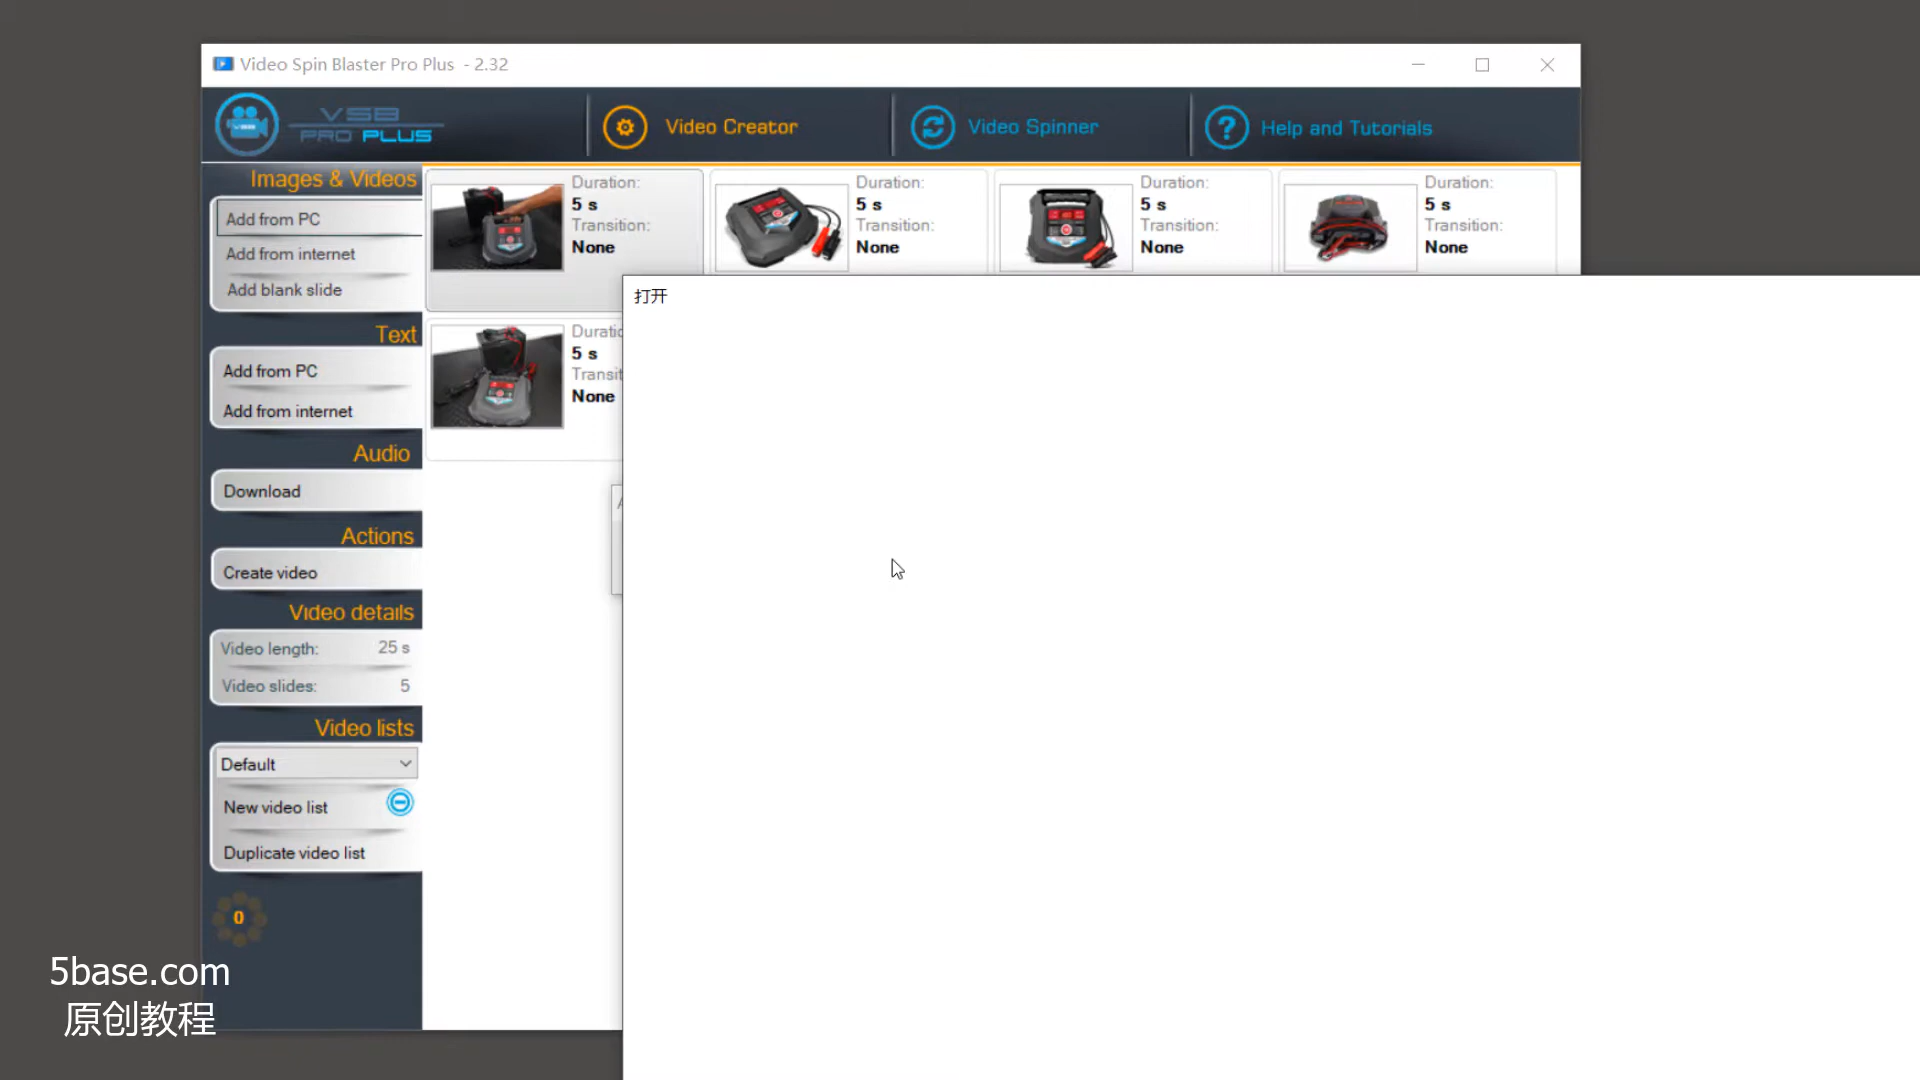 Video Spin Blaster Pro Plus - 2.32
VSB
PRO PLUS
Video Creator
Video Spinner
Help and Tutorials
Images & Videos
Add from PC
Add from internet
Add blank slide
Text
Add from PC
Add from internet
Audio
Download
Actions
Create video
Video details
Video length: 25 s
Video slides: 5
Video lists
Default
New video list
Duplicate video list
0
Duration:
5 s
Transition:
None
Duration:
5 s
Transition:
None
Duration:
5 s
Transition:
None
Duration:
5 s
Transition:
None
Duratio
5 s
Transit
None
打开
5base.com
原创教程